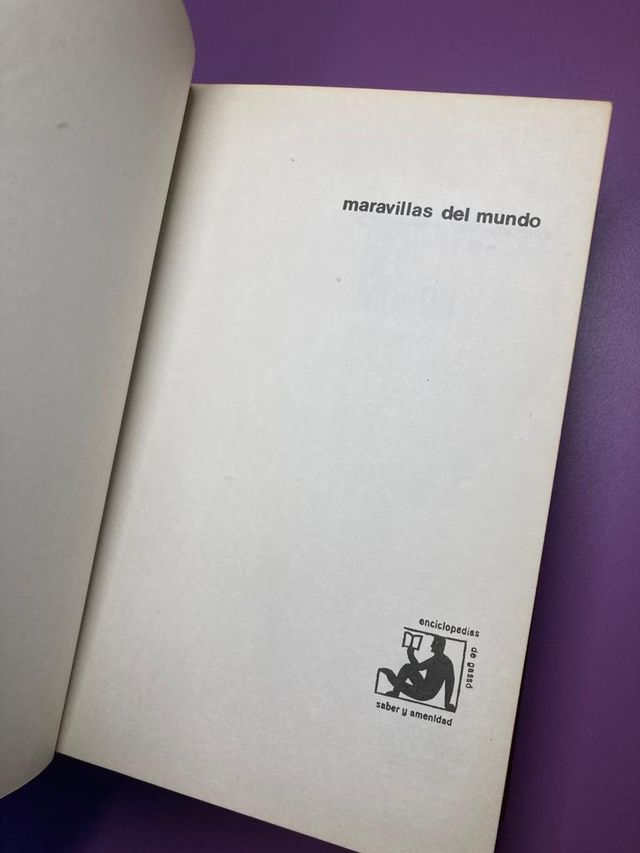 maravillas del mundo
enciclopedias
de gassó
saber y amenidad